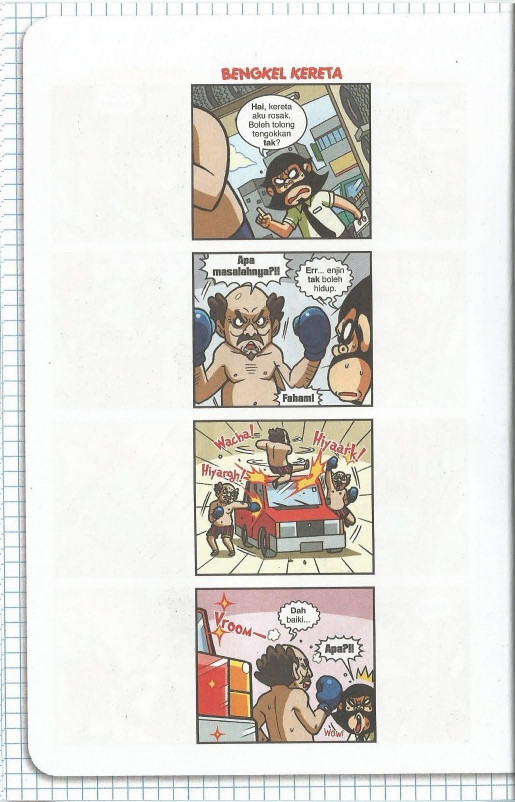 BENGKEL KERETA
Hai, kereta
aku rosak.
Boleh tolong
tengokkan
tak?
Apa
masalahnya?!!
Err... enjin
tak boleh
hidup.
Faham!
Wacha!
Hiyaark!
Hiyargh!
VROOM
Dah
baiki...
Apa?!!
WOW!